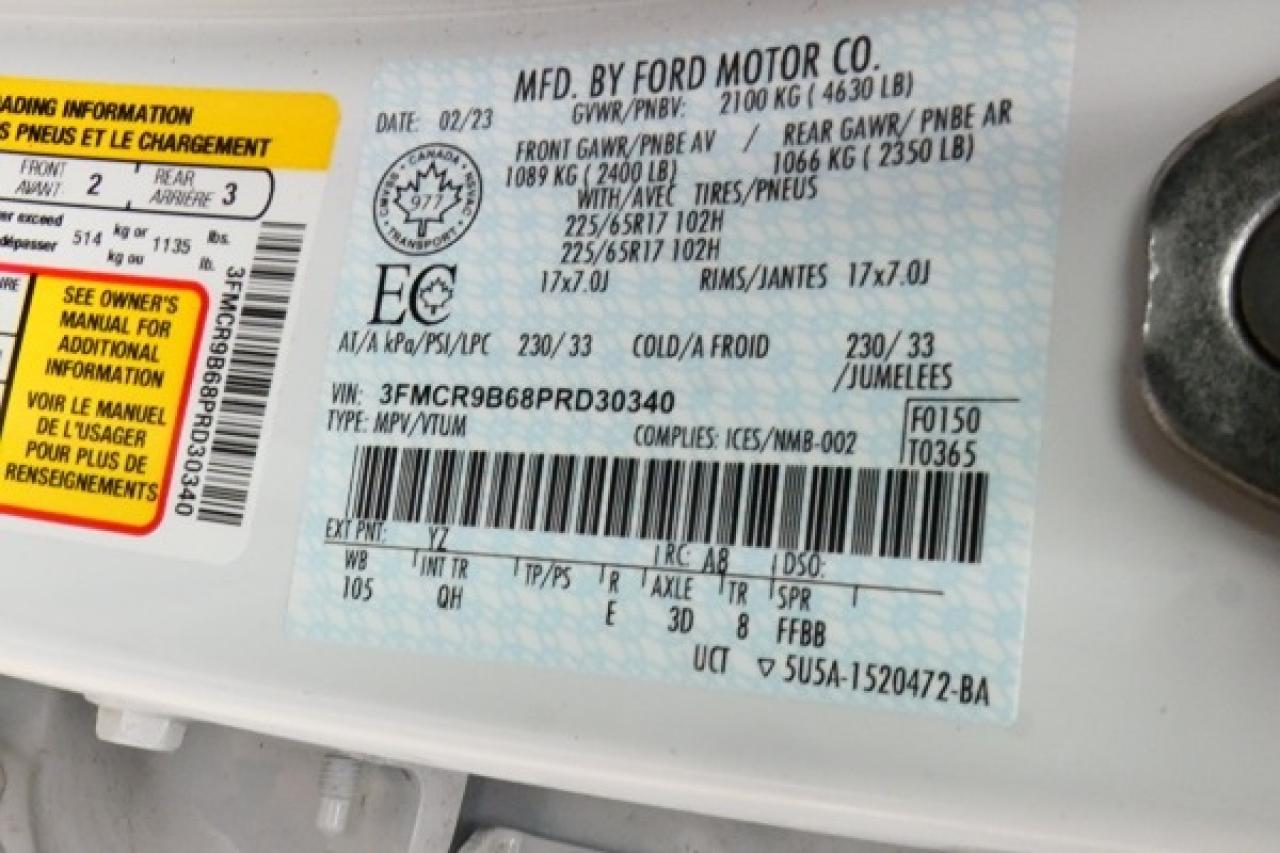 ADING INFORMATION
S PNEUS ET LE CHARGEMENT
FRONT AVANT 2 REAR ARRIÈRE 3
er exceed
dépasser 514 kg or kg ou 1135 lbs. lb.
SEE OWNER'S
MANUAL FOR
ADDITIONAL
INFORMATION
VOIR LE MANUEL
DE L'USAGER
POUR PLUS DE
RENSEIGNEMENTS
3FMCR9B68PRD30340
MFD. BY FORD MOTOR CO.
DATE: 02/23 GVWR/PNBV: 2100 KG ( 4630 LB)
FRONT GAWR/PNBE AV / REAR GAWR/ PNBE AR
1089 KG ( 2400 LB) 1066 KG ( 2350 LB)
WITH/AVEC TIRES/PNEUS
225/65R17 102H
225/65R17 102H
17x7.0J RIMS/JANTES 17x7.0J
CANADA
977
TRANSPORT
NSVAC
CMVSS
EC
AT/A kPa/PSI/LPC 230/ 33 COLD/A FROID 230/ 33
/JUMELEES
VIN: 3FMCR9B68PRD30340
TYPE: MPV/VTUM COMPLIES: ICES/NMB-002
F0150
T0365
EXT PNT: YZ RC: A8 DSO:
WB INT TR TP/PS R AXLE TR SPR
105 QH E 3D 8 FFBB
UCT ▽ 5U5A-1520472-BA